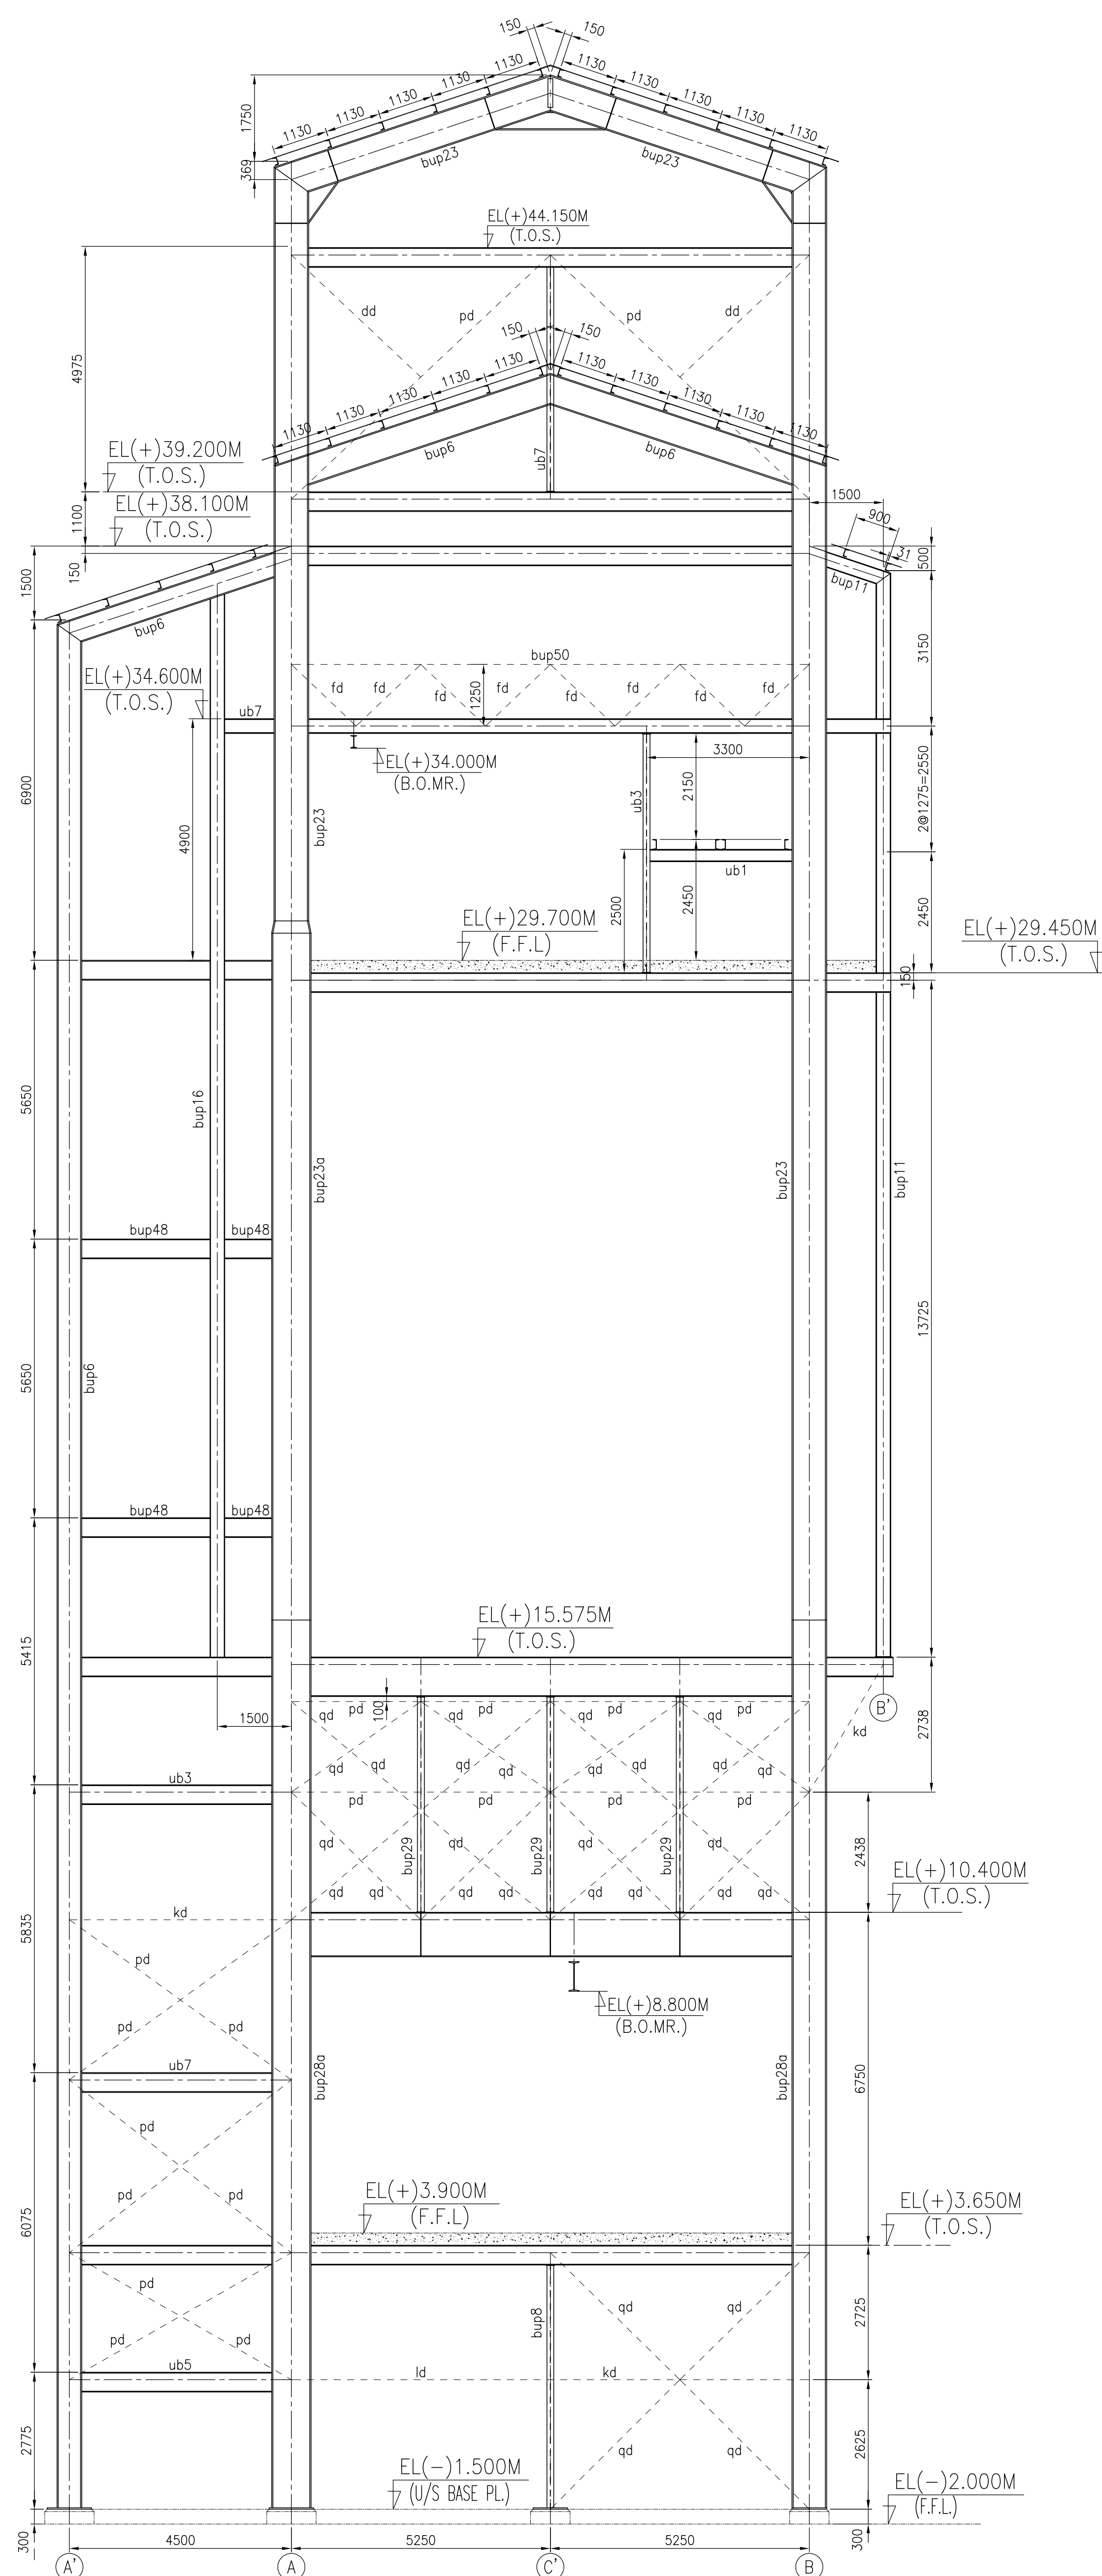 150
150
1130
1130
1130
1130
1130
1130
1130
1130
1130
1130
1750
369
bup23
bup23
EL(+)44.150M
(T.O.S.)
dd
pd
pd
dd
4975
150
150
1130
1130
1130
1130
1130
1130
1130
1130
1130
1130
bup6
ub7
bup6
EL(+)39.200M
(T.O.S.)
EL(+)38.100M
(T.O.S.)
1100
150
1500
1500
900
31
500
bup11
bup6
3150
bup50
EL(+)34.600M
(T.O.S.)
fd
fd
fd
fd
fd
fd
fd
fd
1250
ub7
EL(+)34.000M
(B.O.MR.)
3300
2150
ub3
bup23
2@1275=2550
6900
4900
ub1
2500
2450
2450
EL(+)29.700M
(F.F.L)
EL(+)29.450M
(T.O.S.)
150
5650
bup16
bup23a
bup23
bup11
bup48
bup48
13725
5650
bup6
bup48
bup48
5415
EL(+)15.575M
(T.O.S.)
1500
100
pd
pd
pd
pd
qd
qd
qd
qd
B'
2738
kd
qd
qd
qd
qd
qd
qd
qd
qd
ub3
pd
pd
pd
pd
bup29
bup29
bup29
qd
qd
qd
qd
2438
EL(+)10.400M
(T.O.S.)
qd
qd
qd
qd
qd
qd
qd
qd
kd
5835
pd
pd
pd
EL(+)8.800M
(B.O.MR.)
ub7
bup28a
bup28a
6750
pd
pd
pd
6075
EL(+)3.900M
(F.F.L)
EL(+)3.650M
(T.O.S.)
pd
pd
pd
bup8
qd
qd
2725
ub5
ld
kd
2775
qd
qd
2625
EL(-)1.500M
(U/S BASE PL.)
EL(-)2.000M
(F.F.L.)
300
4500
5250
5250
300
A'
A
C'
B